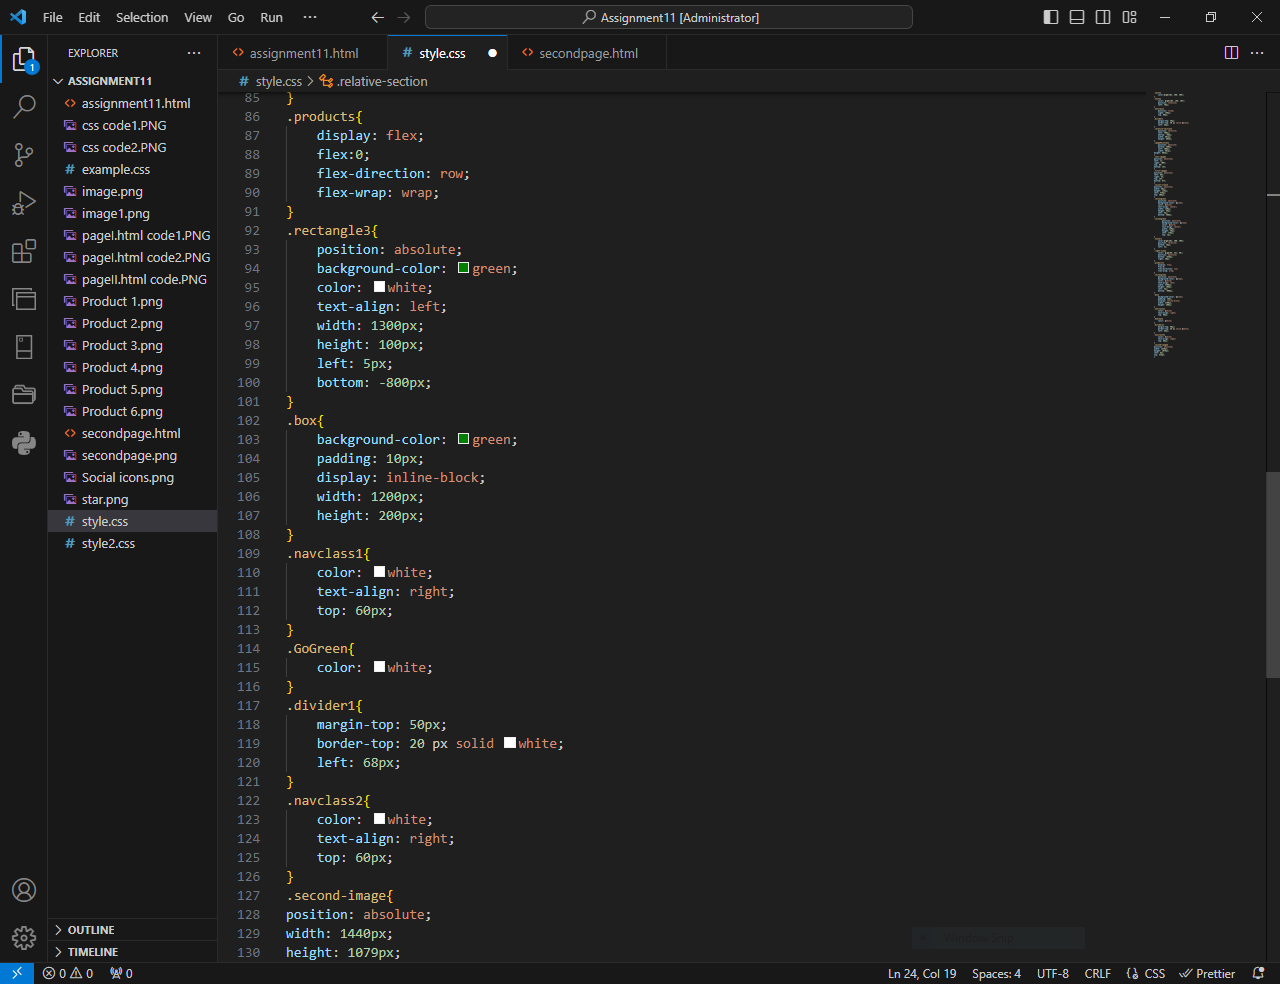 File Edit Selection View Go Run ··· Assignment11 [Administrator]
EXPLORER ···
1
ASSIGNMENT11
assignment11.html
css code1.PNG
css code2.PNG
example.css
image.png
image1.png
pageI.html code1.PNG
pageI.html code2.PNG
pageII.html code.PNG
Product 1.png
Product 2.png
Product 3.png
Product 4.png
Product 5.png
Product 6.png
secondpage.html
secondpage.png
Social icons.png
star.png
style.css
style2.css
OUTLINE
TIMELINE
assignment11.html style.css secondpage.html
style.css > .relative-section
85 }
86 .products{
87 display: flex;
88 flex:0;
89 flex-direction: row;
90 flex-wrap: wrap;
91 }
92 .rectangle3{
93 position: absolute;
94 background-color: green;
95 color: white;
96 text-align: left;
97 width: 1300px;
98 height: 100px;
99 left: 5px;
100 bottom: -800px;
101 }
102 .box{
103 background-color: green;
104 padding: 10px;
105 display: inline-block;
106 width: 1200px;
107 height: 200px;
108 }
109 .navclass1{
110 color: white;
111 text-align: right;
112 top: 60px;
113 }
114 .GoGreen{
115 color: white;
116 }
117 .divider1{
118 margin-top: 50px;
119 border-top: 20 px solid white;
120 left: 68px;
121 }
122 .navclass2{
123 color: white;
124 text-align: right;
125 top: 60px;
126 }
127 .second-image{
128 position: absolute;
129 width: 1440px;
130 height: 1079px;
0 0 0 Ln 24, Col 19 Spaces: 4 UTF-8 CRLF CSS Prettier